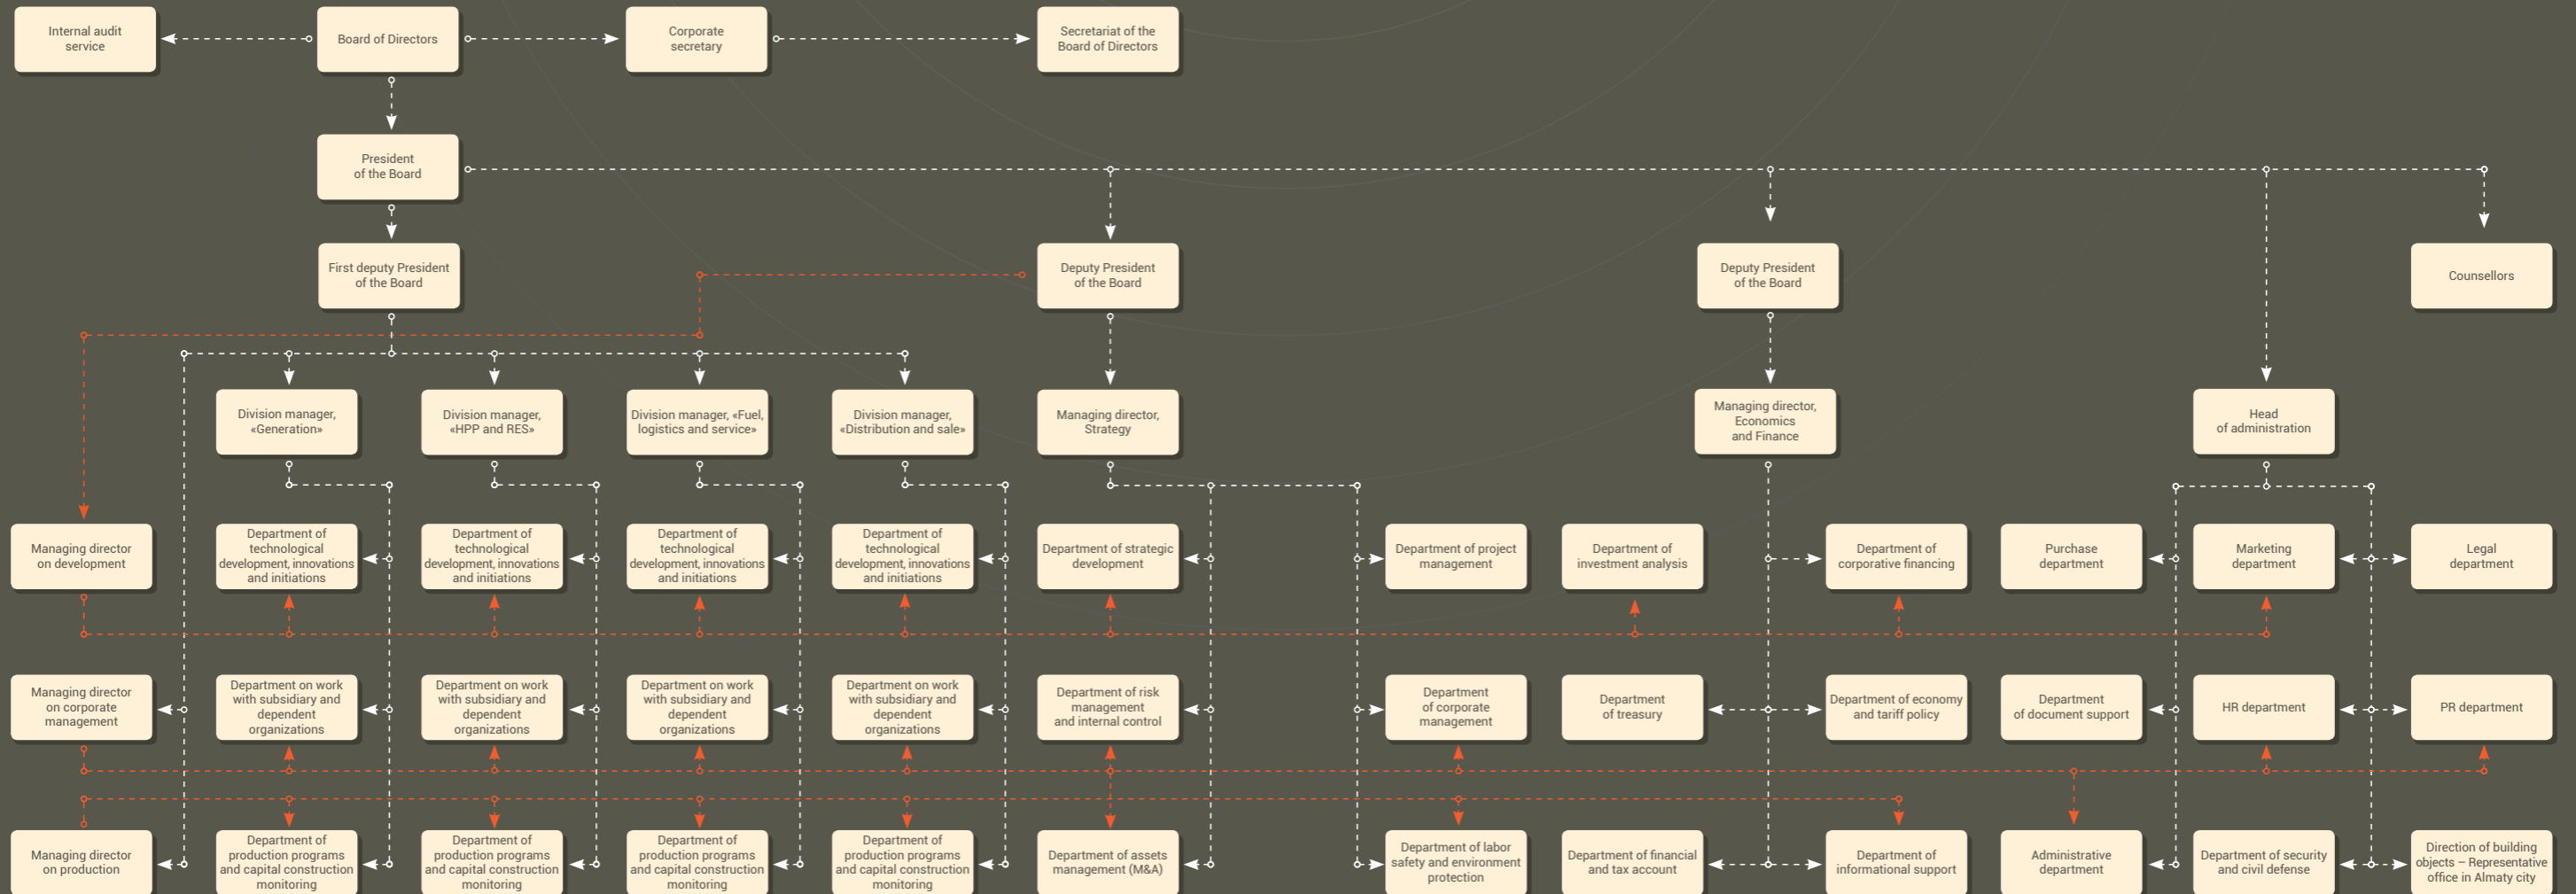 Internal audit
service
Board of Directors
Corporate
secretary
Secretariat of the
Board of Directors
President
of the Board
First deputy President
of the Board
Deputy President
of the Board
Deputy President
of the Board
Counsellors
Division manager,
«Generation»
Division manager,
«HPP and RES»
Division manager, «Fuel,
logistics and service»
Division manager,
«Distribution and sale»
Managing director,
Strategy
Managing director,
Economics
and Finance
Head
of administration
Managing director
on development
Department of
technological
development, innovations
and initiations
Department of
technological
development, innovations
and initiations
Department of
technological
development, innovations
and initiations
Department of
technological
development, innovations
and initiations
Department of strategic
development
Department of project
management
Department of
investment analysis
Department of
corporative financing
Purchase
department
Marketing
department
Legal
department
Managing director
on corporate
management
Department on work
with subsidiary and
dependent
organizations
Department on work
with subsidiary and
dependent
organizations
Department on work
with subsidiary and
dependent
organizations
Department on work
with subsidiary and
dependent
organizations
Department of risk
management
and internal control
Department
of corporate
management
Department
of treasury
Department of economy
and tariff policy
Department
of document support
HR department
PR department
Managing director
on production
Department of
production programs
and capital construction
monitoring
Department of
production programs
and capital construction
monitoring
Department of
production programs
and capital construction
monitoring
Department of
production programs
and capital construction
monitoring
Department of assets
management (M&A)
Department of labor
safety and environment
protection
Department of financial
and tax account
Department of
informational support
Administrative
department
Department of security
and civil defense
Direction of building
objects – Representative
office in Almaty city